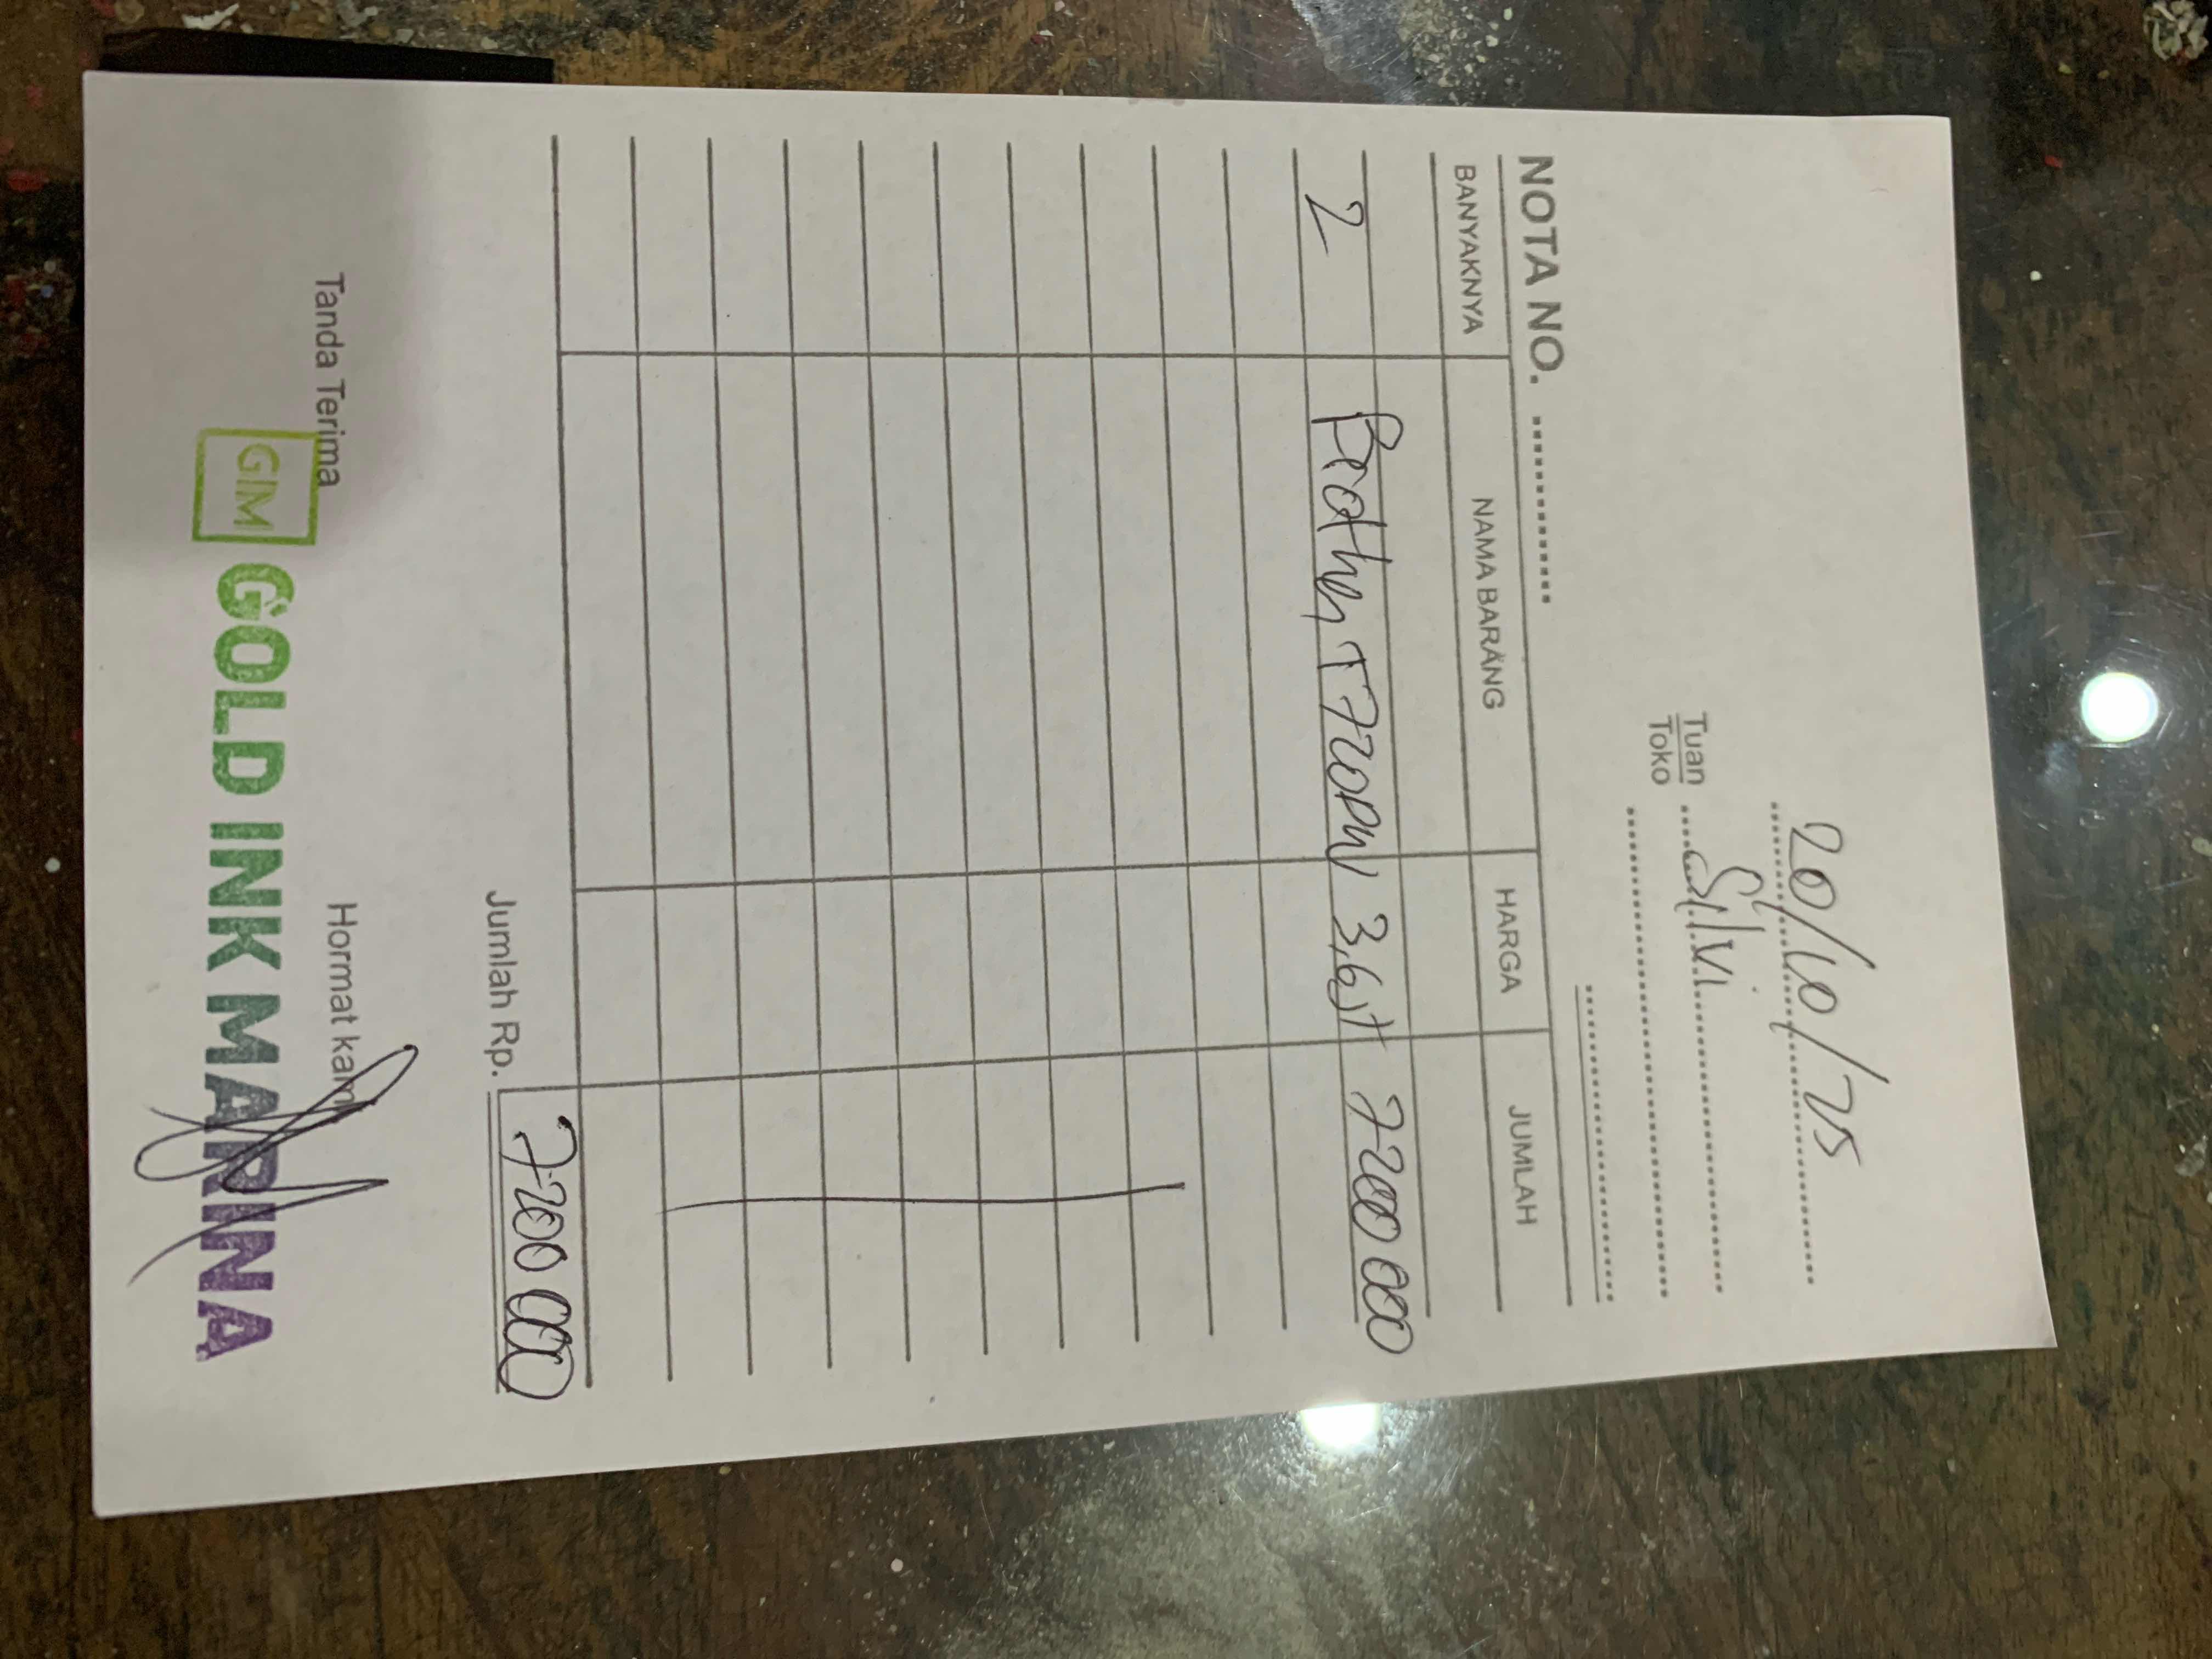 20/10/25
Tuan Silvi
Toko
NOTA NO.
BANYAKNYA NAMA BARANG HARGA JUMLAH
2 Brother T720DW 3,6jt 7200 000
Jumlah Rp. 7200 000
Tanda Terima Hormat kami
GIM GOLD INK MARINA